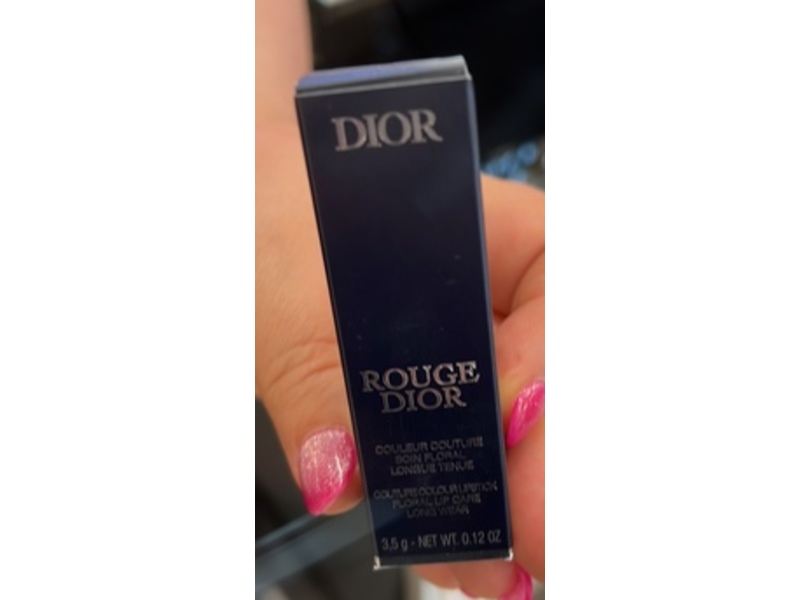 DIOR
ROUGE
DIOR
COULEUR COUTURE
SOIN FLORAL
LONGUE TENUE
COUTURE COLOUR LIPSTICK
FLORAL LIP CARE
LONG WEAR
3,5 g - NET WT. 0.12 OZ